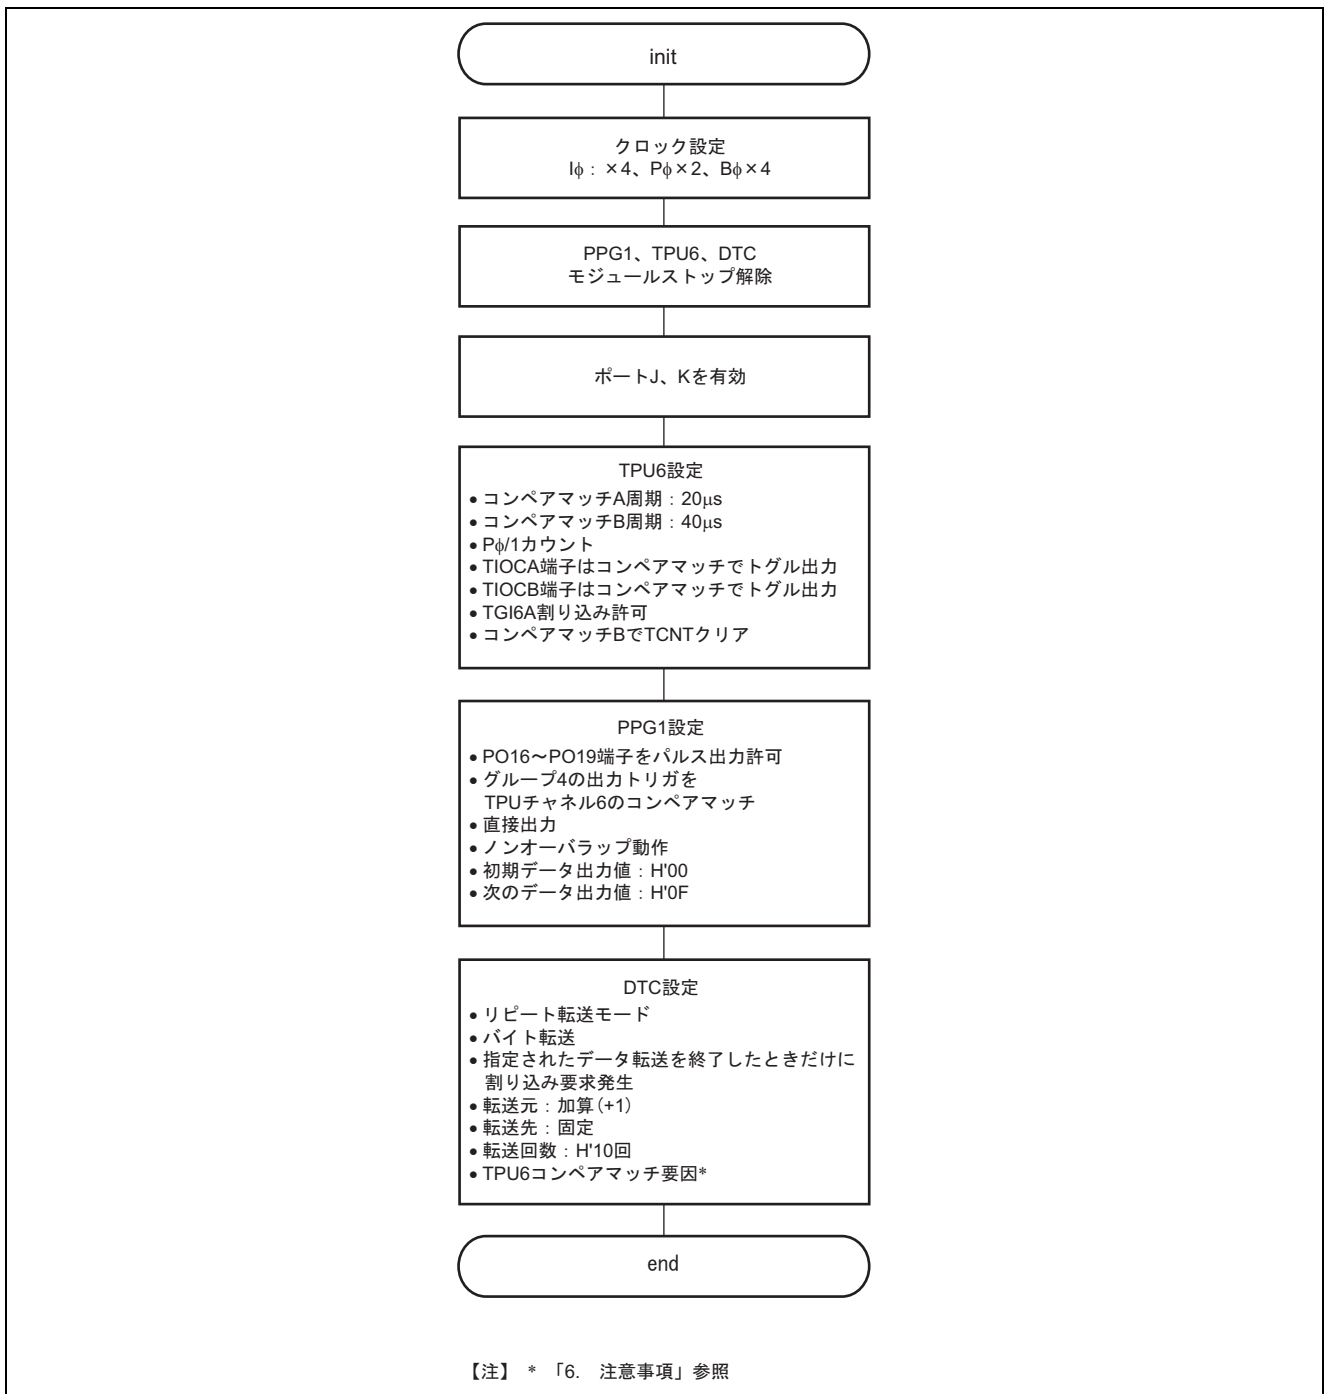 init
クロック設定
Iφ：×4、Pφ×2、Bφ×4
PPG1、TPU6、DTC
モジュールストップ解除
ポートJ、Kを有効
TPU6設定
• コンペアマッチA周期：20μs
• コンペアマッチB周期：40μs
• Pφ/1カウント
• TIOCA端子はコンペアマッチでトグル出力
• TIOCB端子はコンペアマッチでトグル出力
• TGI6A割り込み許可
• コンペアマッチBでTCNTクリア
PPG1設定
• PO16～PO19端子をパルス出力許可
• グループ4の出力トリガを
TPUチャネル6のコンペアマッチ
• 直接出力
• ノンオーバラップ動作
• 初期データ出力値：H'00
• 次のデータ出力値：H'0F
DTC設定
• リピート転送モード
• バイト転送
• 指定されたデータ転送を終了したときだけに
割り込み要求発生
• 転送元：加算(+1)
• 転送先：固定
• 転送回数：H'10回
• TPU6コンペアマッチ要因*
end
【注】 * 「6. 注意事項」参照